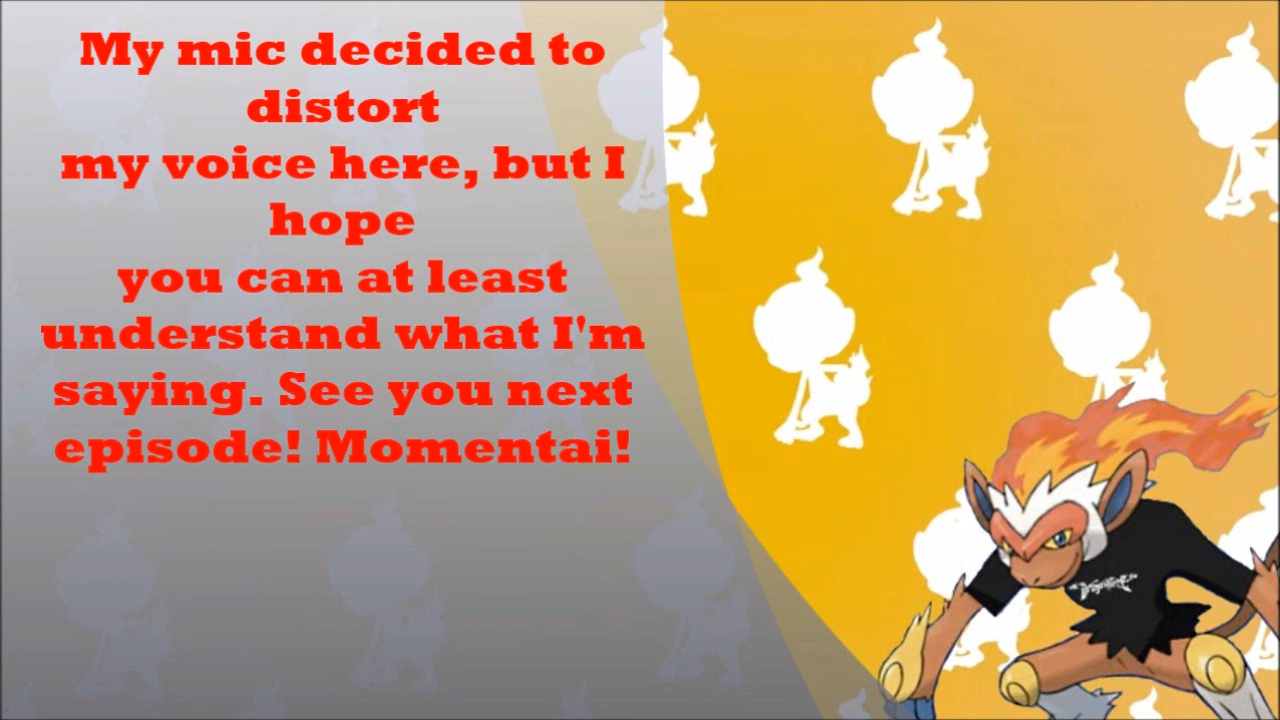 My mic decided to
distort
my voice here, but I
hope
you can at least
understand what I'm
saying. See you next
episode! Momentai!